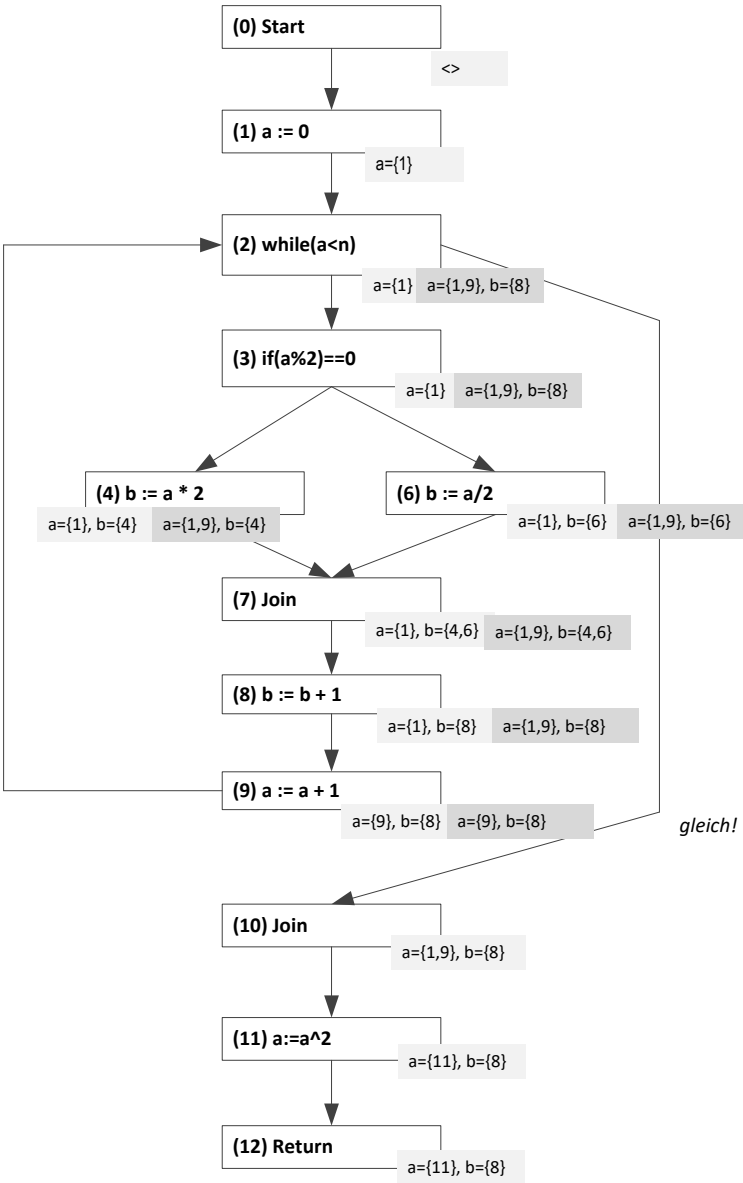 (0) Start
<>
(1) a := 0
a={1}
(2) while(a<n)
a={1} a={1,9}, b={8}
(3) if(a%2)==0
a={1} a={1,9}, b={8}
(4) b := a * 2
a={1}, b={4} a={1,9}, b={4}
(6) b := a/2
a={1}, b={6} a={1,9}, b={6}
(7) Join
a={1}, b={4,6} a={1,9}, b={4,6}
(8) b := b + 1
a={1}, b={8} a={1,9}, b={8}
(9) a := a + 1
a={9}, b={8} a={9}, b={8}
gleich!
(10) Join
a={1,9}, b={8}
(11) a:=a^2
a={11}, b={8}
(12) Return
a={11}, b={8}